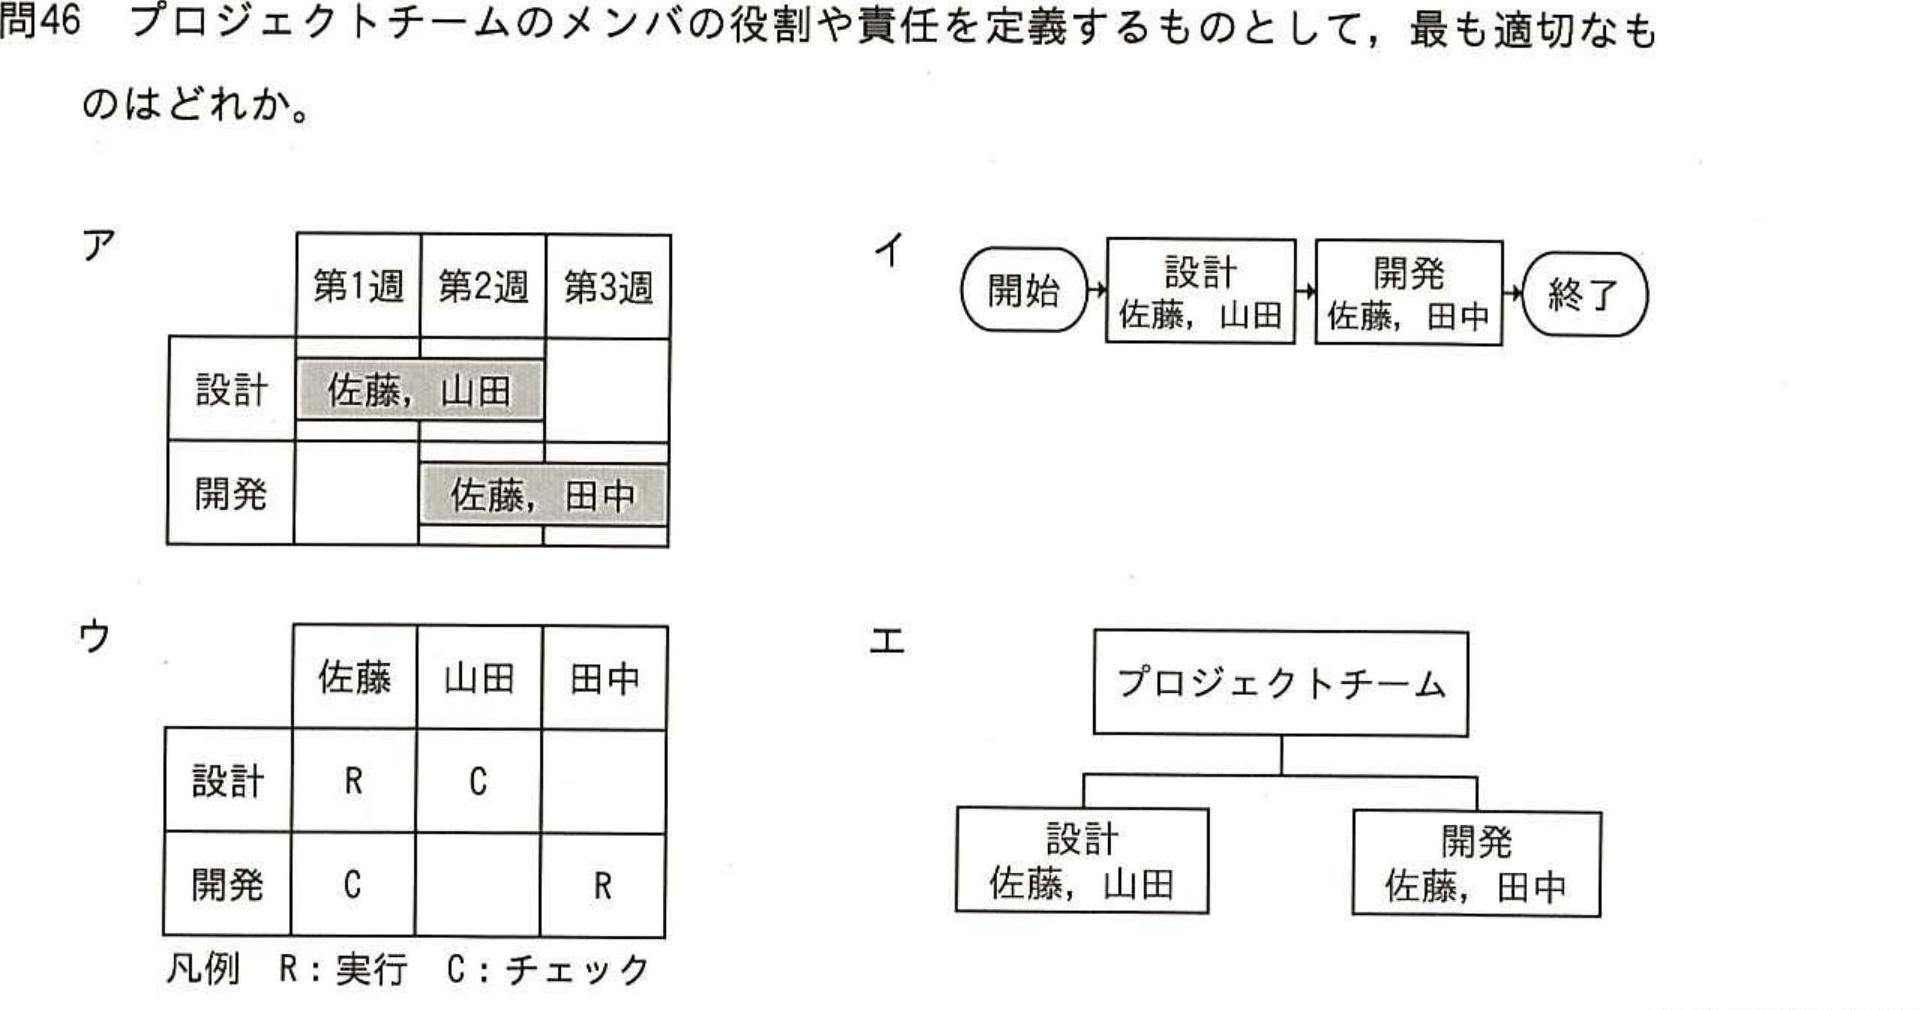 問46 プロジェクトチームのメンバの役割や責任を定義するものとして，最も適切なも
のはどれか。
ア
第1週 第2週 第3週
設計 佐藤，山田
開発 佐藤，田中
イ
開始 設計 開発 終了
佐藤，山田 佐藤，田中
ウ
佐藤 山田 田中
設計 R C
開発 C R
凡例 R：実行 C：チェック
エ
プロジェクトチーム
設計 開発
佐藤，山田 佐藤，田中